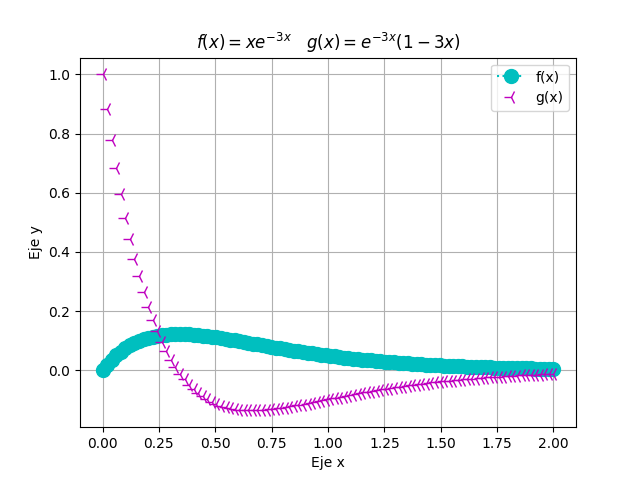 f(x) = xe^{-3x} g(x) = e^{-3x}(1 − 3x)
f(x)
g(x)
1.0
0.8
0.6
0.4
0.2
0.0
Eje y
0.00 0.25 0.50 0.75 1.00 1.25 1.50 1.75 2.00
Eje x